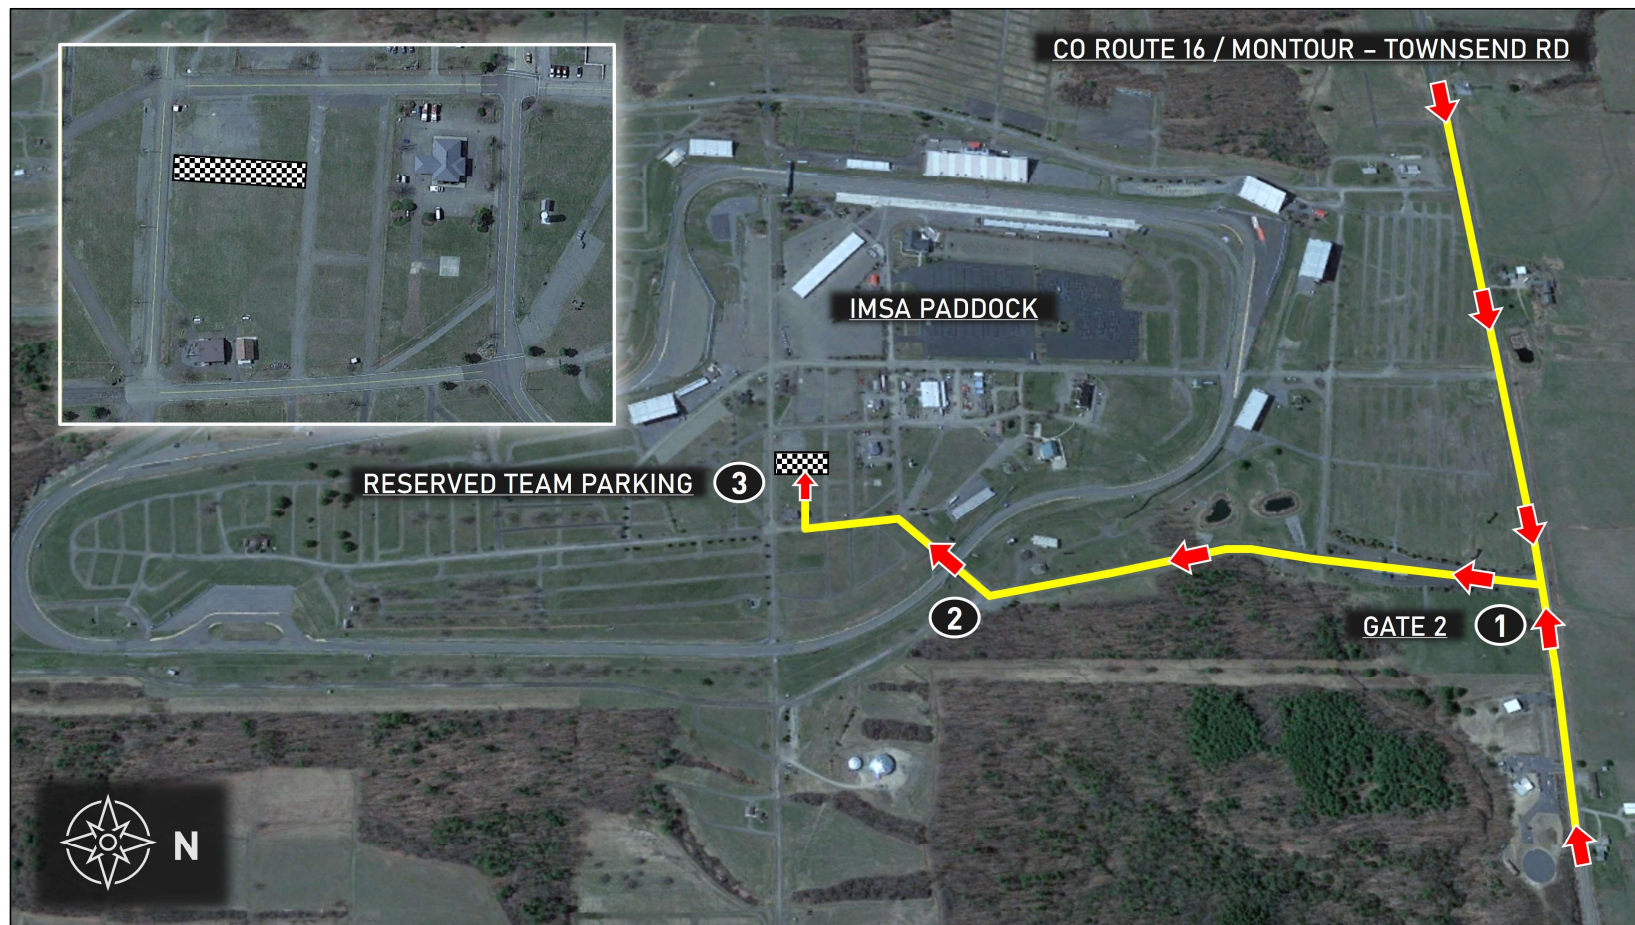 CO ROUTE 16 / MONTOUR – TOWNSEND RD
IMSA PADDOCK
RESERVED TEAM PARKING 3
2
GATE 2 1
N